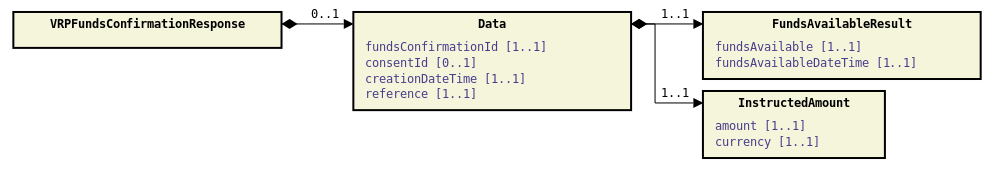 VRPFundsConfirmationResponse
0..1
Data
fundsConfirmationId [1..1]
consentId [0..1]
creationDateTime [1..1]
reference [1..1]
1..1
FundsAvailableResult
fundsAvailable [1..1]
fundsAvailableDateTime [1..1]
1..1
InstructedAmount
amount [1..1]
currency [1..1]